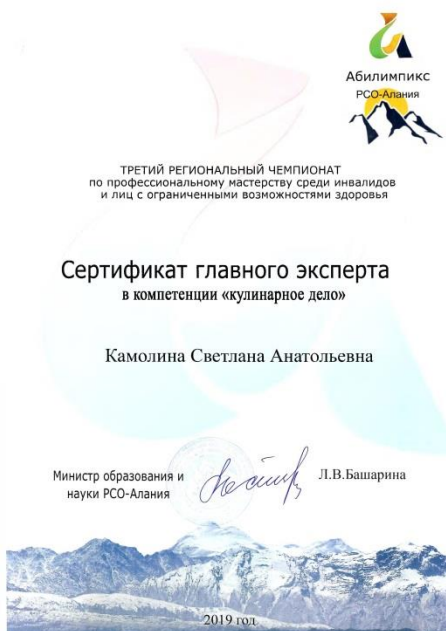 Абилимпикс
РСО-Алания
ТРЕТИЙ РЕГИОНАЛЬНЫЙ ЧЕМПИОНАТ
по профессиональному мастерству среди инвалидов
и лиц с ограниченными возможностями здоровья
Сертификат главного эксперта
в компетенции «кулинарное дело»
Камолина Светлана Анатольевна
Министр образования и
науки РСО-Алания
Л.В.Башарина
2019 год